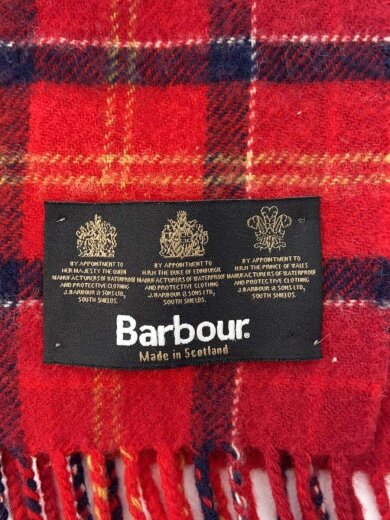 BY APPOINTMENT TO
HER MAJESTY THE QUEEN
MANUFACTURERS OF WATERPROOF
AND PROTECTIVE CLOTHING
J.BARBOUR & SONS LTD,
SOUTH SHIELDS.
BY APPOINTMENT TO
H.R.H THE DUKE OF EDINBURGH
MANUFACTURERS OF WATERPROOF
AND PROTECTIVE CLOTHING
J.BARBOUR & SONS LTD,
SOUTH SHIELDS.
BY APPOINTMENT TO
H.R.H THE PRINCE OF WALES
MANUFACTURERS OF WATERPROOF
AND PROTECTIVE CLOTHING
J.BARBOUR & SONS LTD,
SOUTH SHIELDS.
Barbour.
Made in Scotland